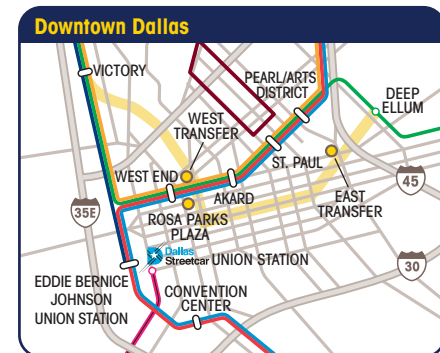 Downtown Dallas
VICTORY
PEARL/ARTS
DISTRICT
DEEP
ELLUM
WEST
TRANSFER
WEST END
ST. PAUL
AKARD
45
EAST
TRANSFER
35E
ROSA PARKS
PLAZA
Dallas
Streetcar
UNION STATION
30
EDDIE BERNICE
JOHNSON
UNION STATION
CONVENTION
CENTER